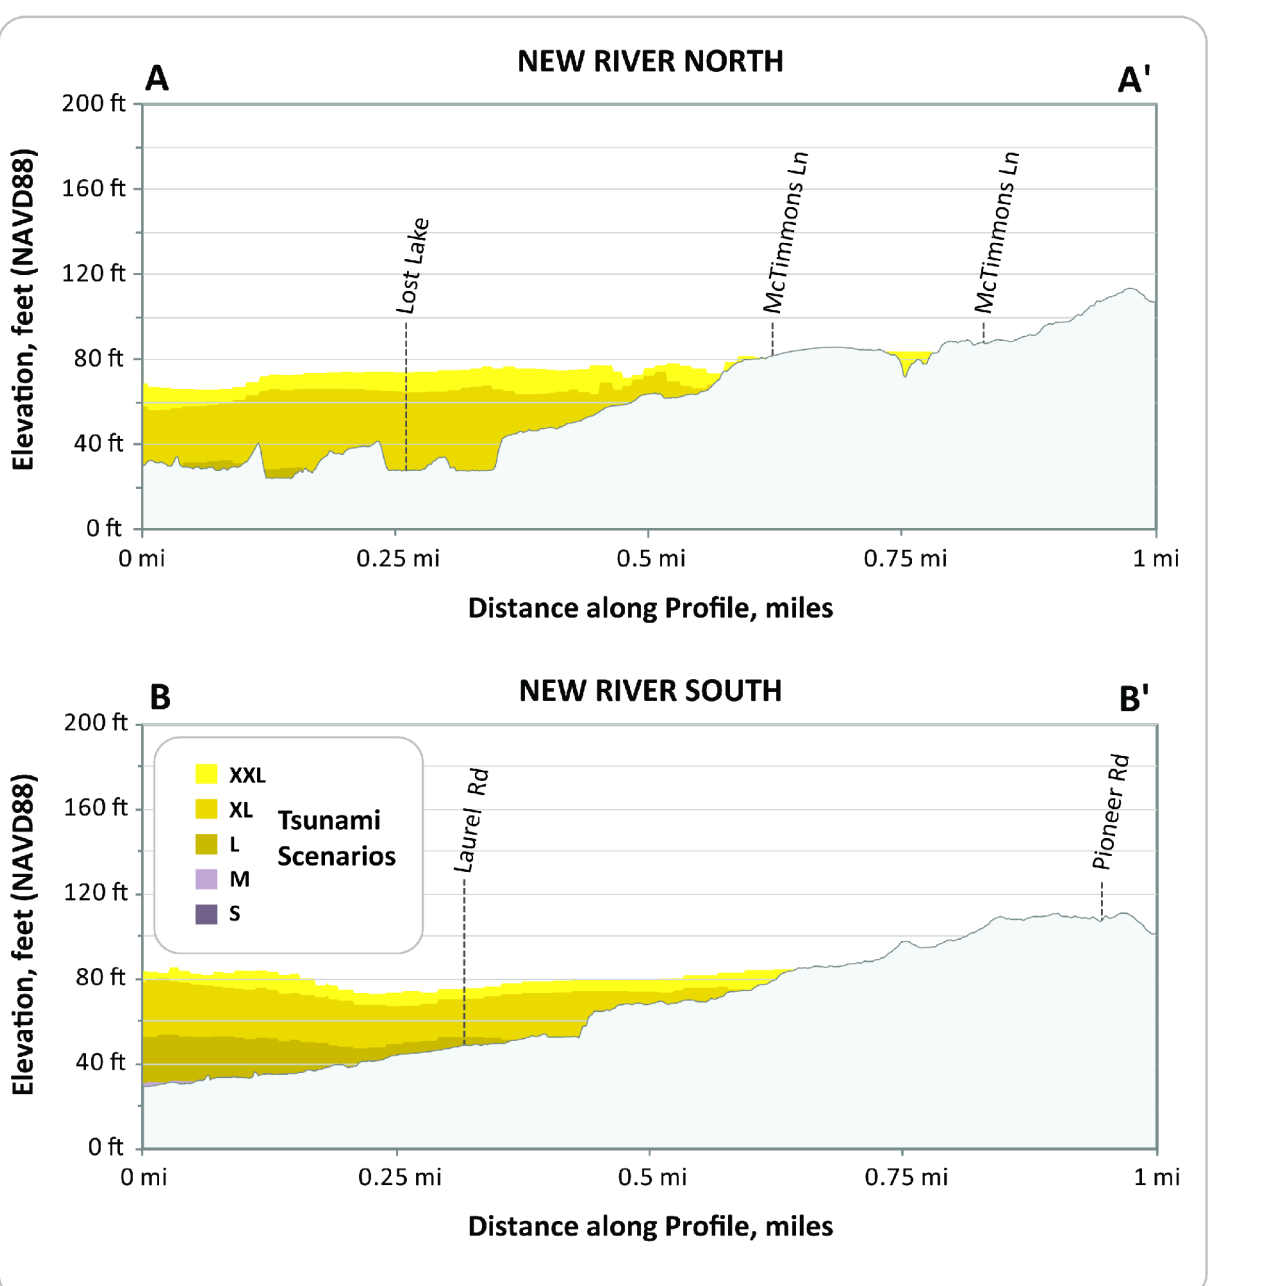 NEW RIVER NORTH
A
A'
200 ft
160 ft
120 ft
80 ft
40 ft
0 ft
Elevation, feet (NAVD88)
Lost Lake
McTimmons Ln
McTimmons Ln
0 mi
0.25 mi
0.5 mi
0.75 mi
1 mi
Distance along Profile, miles
NEW RIVER SOUTH
B
B'
200 ft
160 ft
120 ft
80 ft
40 ft
0 ft
Elevation, feet (NAVD88)
XXL
XL
L
M
S
Tsunami
Scenarios
Laurel Rd
Pioneer Rd
0 mi
0.25 mi
0.5 mi
0.75 mi
1 mi
Distance along Profile, miles